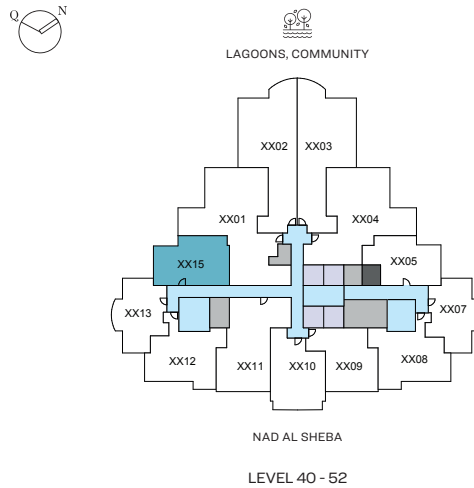 Q N
LAGOONS, COMMUNITY
XX02 XX03
XX01 XX04
XX15 XX05
XX13 XX07
XX12 XX11 XX10 XX09 XX08
NAD AL SHEBA
LEVEL 40 - 52